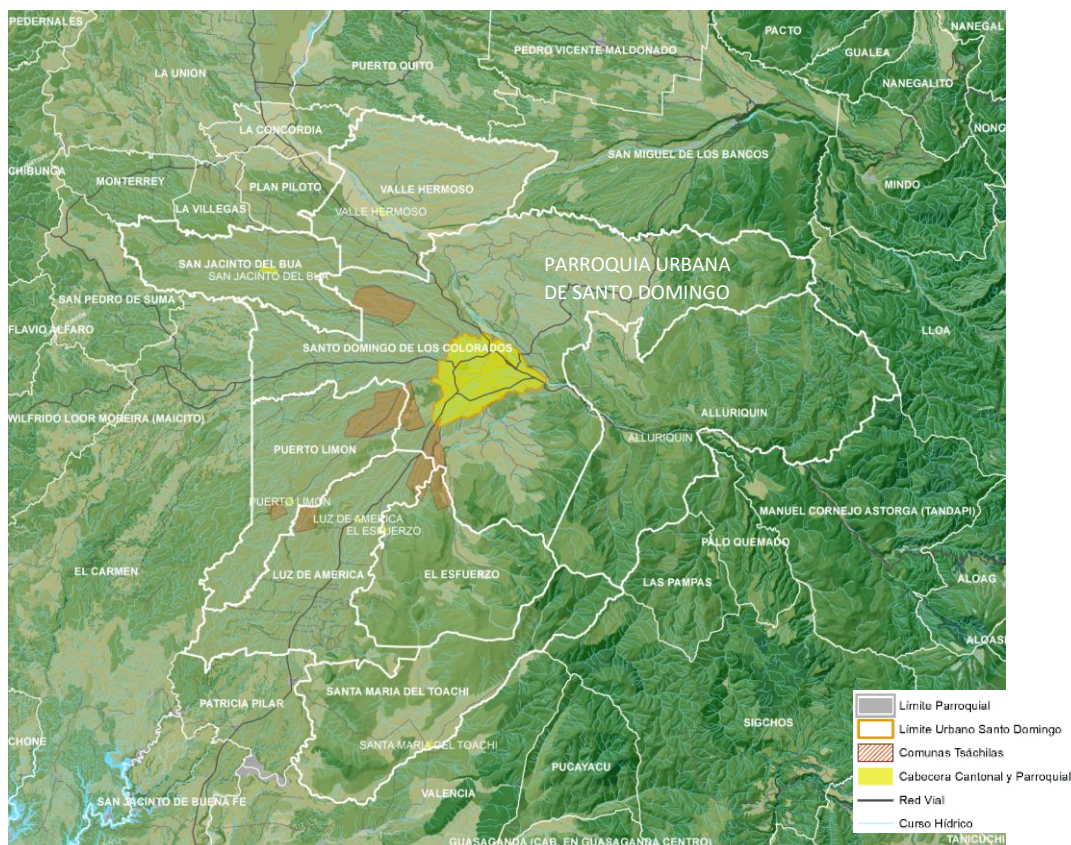 PEDERNALES
PACTO
NANEGAL
PEDRO VICENTE MALDONADO
GUALEA
PUERTO QUITO
LA UNION
NANEGALITO
LA CONCORDIA
NONO
SAN MIGUEL DE LOS BANCOS
CHIBUNGA
MONTERREY
PLAN PILOTO
VALLE HERMOSO
MINDO
LA VILLEGAS
VALLE HERMOSO
SAN JACINTO DEL BUA
SAN JACINTO DEL BUA
PARROQUIA URBANA
DE SANTO DOMINGO
SAN PEDRO DE SUMA
FLAVIO ALFARO
LLOA
SANTO DOMINGO DE LOS COLORADOS
WILFRIDO LOOR MOREIRA (MAICITO)
ALLURIQUIN
ALLURIQUIN
PUERTO LIMON
PUERTO LIMON
MANUEL CORNEJO ASTORGA (TANDAPI)
LUZ DE AMERICA
EL ESFUERZO
PALO QUEMADO
EL CARMEN
LUZ DE AMERICA
EL ESFUERZO
LAS PAMPAS
ALOAG
ALOASI
PATRICIA PILAR
SANTA MARIA DEL TOACHI
SIGCHOS
CHONE
SANTA MARIA DEL TOACHI
PUCAYACU
SAN JACINTO DE BUENA FE
VALENCIA
GUASAGANDA (CAB. EN GUASAGANDA CENTRO)
TANICUCHI
Límite Parroquial
Límite Urbano Santo Domingo
Comunas Tsáchilas
Cabecera Cantonal y Parroquial
Red Vial
Curso Hídrico